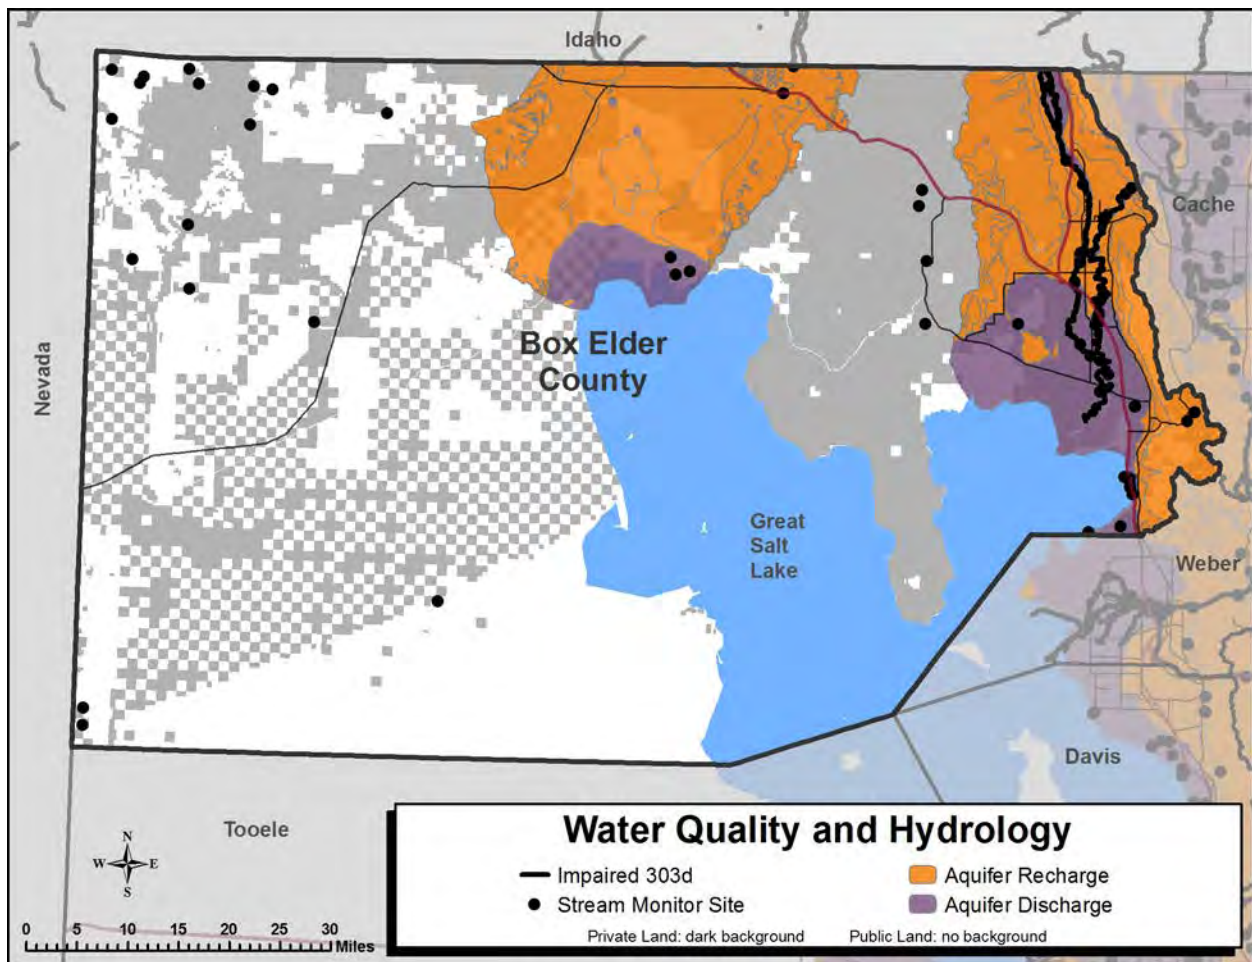 Idaho
Cache
Nevada
Box Elder
County
Great
Salt
Lake
Weber
Davis
Tooele
N
W E
S
0 5 10 15 20 25 30
Miles
Water Quality and Hydrology
Impaired 303d
Aquifer Recharge
Stream Monitor Site
Aquifer Discharge
Private Land: dark background Public Land: no background